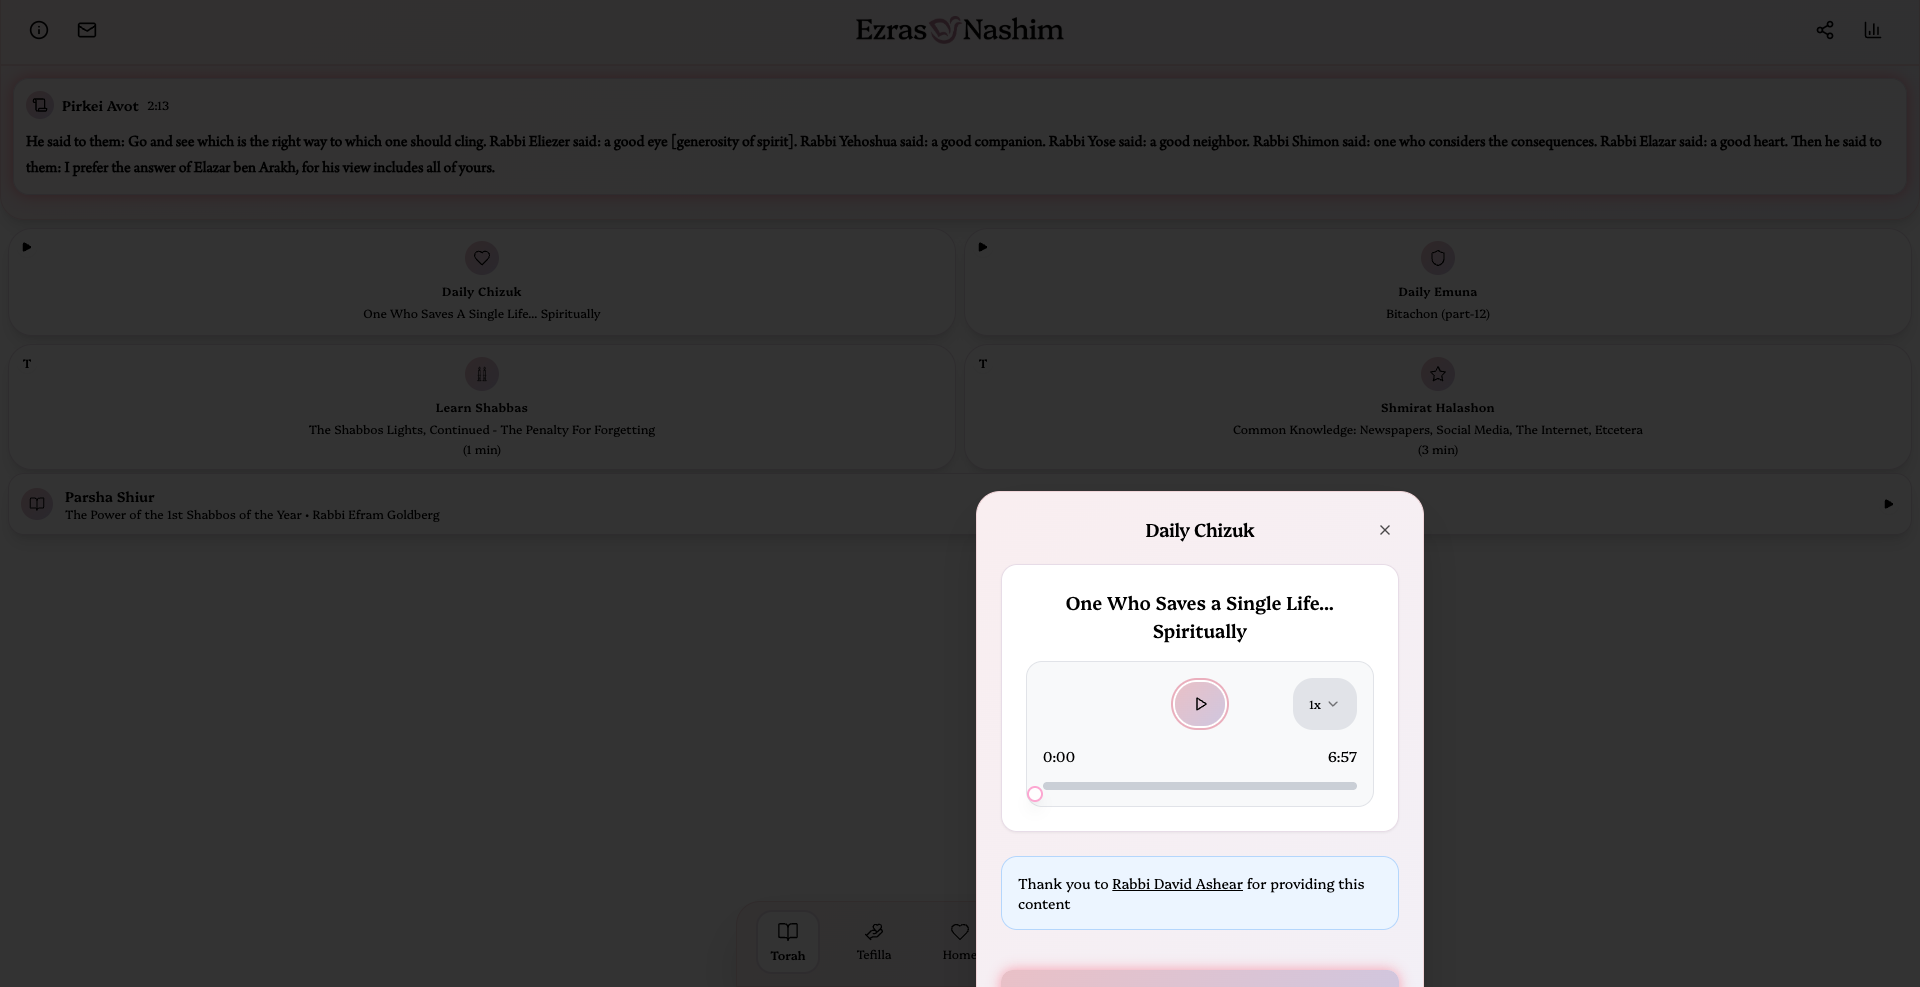 Ezras Nashim
Pirkei Avot 2:13
He said to them: Go and see which is the right way to which one should cling. Rabbi Eliezer said: a good eye [generosity of spirit]. Rabbi Yehoshua said: a good companion. Rabbi Yose said: a good neighbor. Rabbi Shimon said: one who considers the consequences. Rabbi Elazar said: a good heart. Then he said to
them: I prefer the answer of Elazar ben Arakh, for his view includes all of yours.
Daily Chizuk
One Who Saves A Single Life... Spiritually
Daily Emuna
Bitachon (part-12)
T
Learn Shabbas
The Shabbos Lights, Continued - The Penalty For Forgetting
(1 min)
T
Shmirat Halashon
Common Knowledge: Newspapers, Social Media, The Internet, Etcetera
(3 min)
Parsha Shiur
The Power of the 1st Shabbos of the Year • Rabbi Efram Goldberg
Daily Chizuk
One Who Saves a Single Life...
Spiritually
1x
0:00 6:57
Thank you to Rabbi David Ashear for providing this
content
Torah
Tefilla
Home